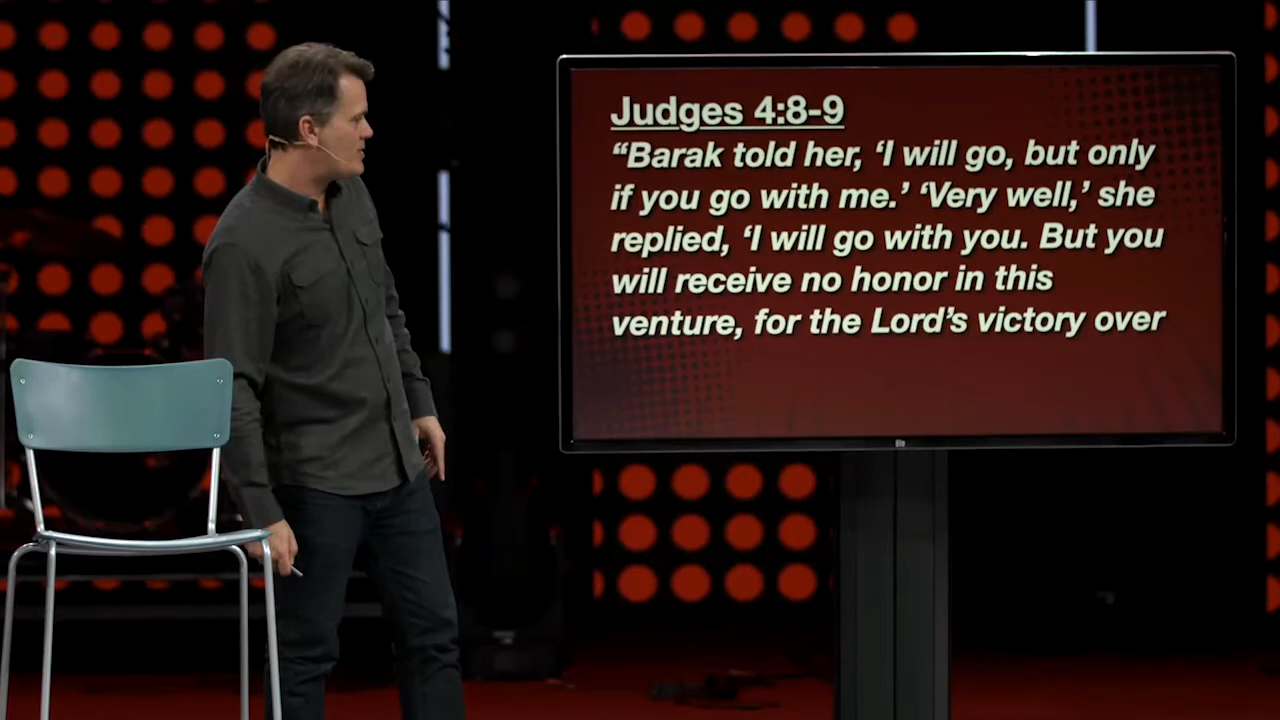 Judges 4:8-9
“Barak told her, ‘I will go, but only
if you go with me.’ ‘Very well,’ she
replied, ‘I will go with you. But you
will receive no honor in this
venture, for the Lord’s victory over